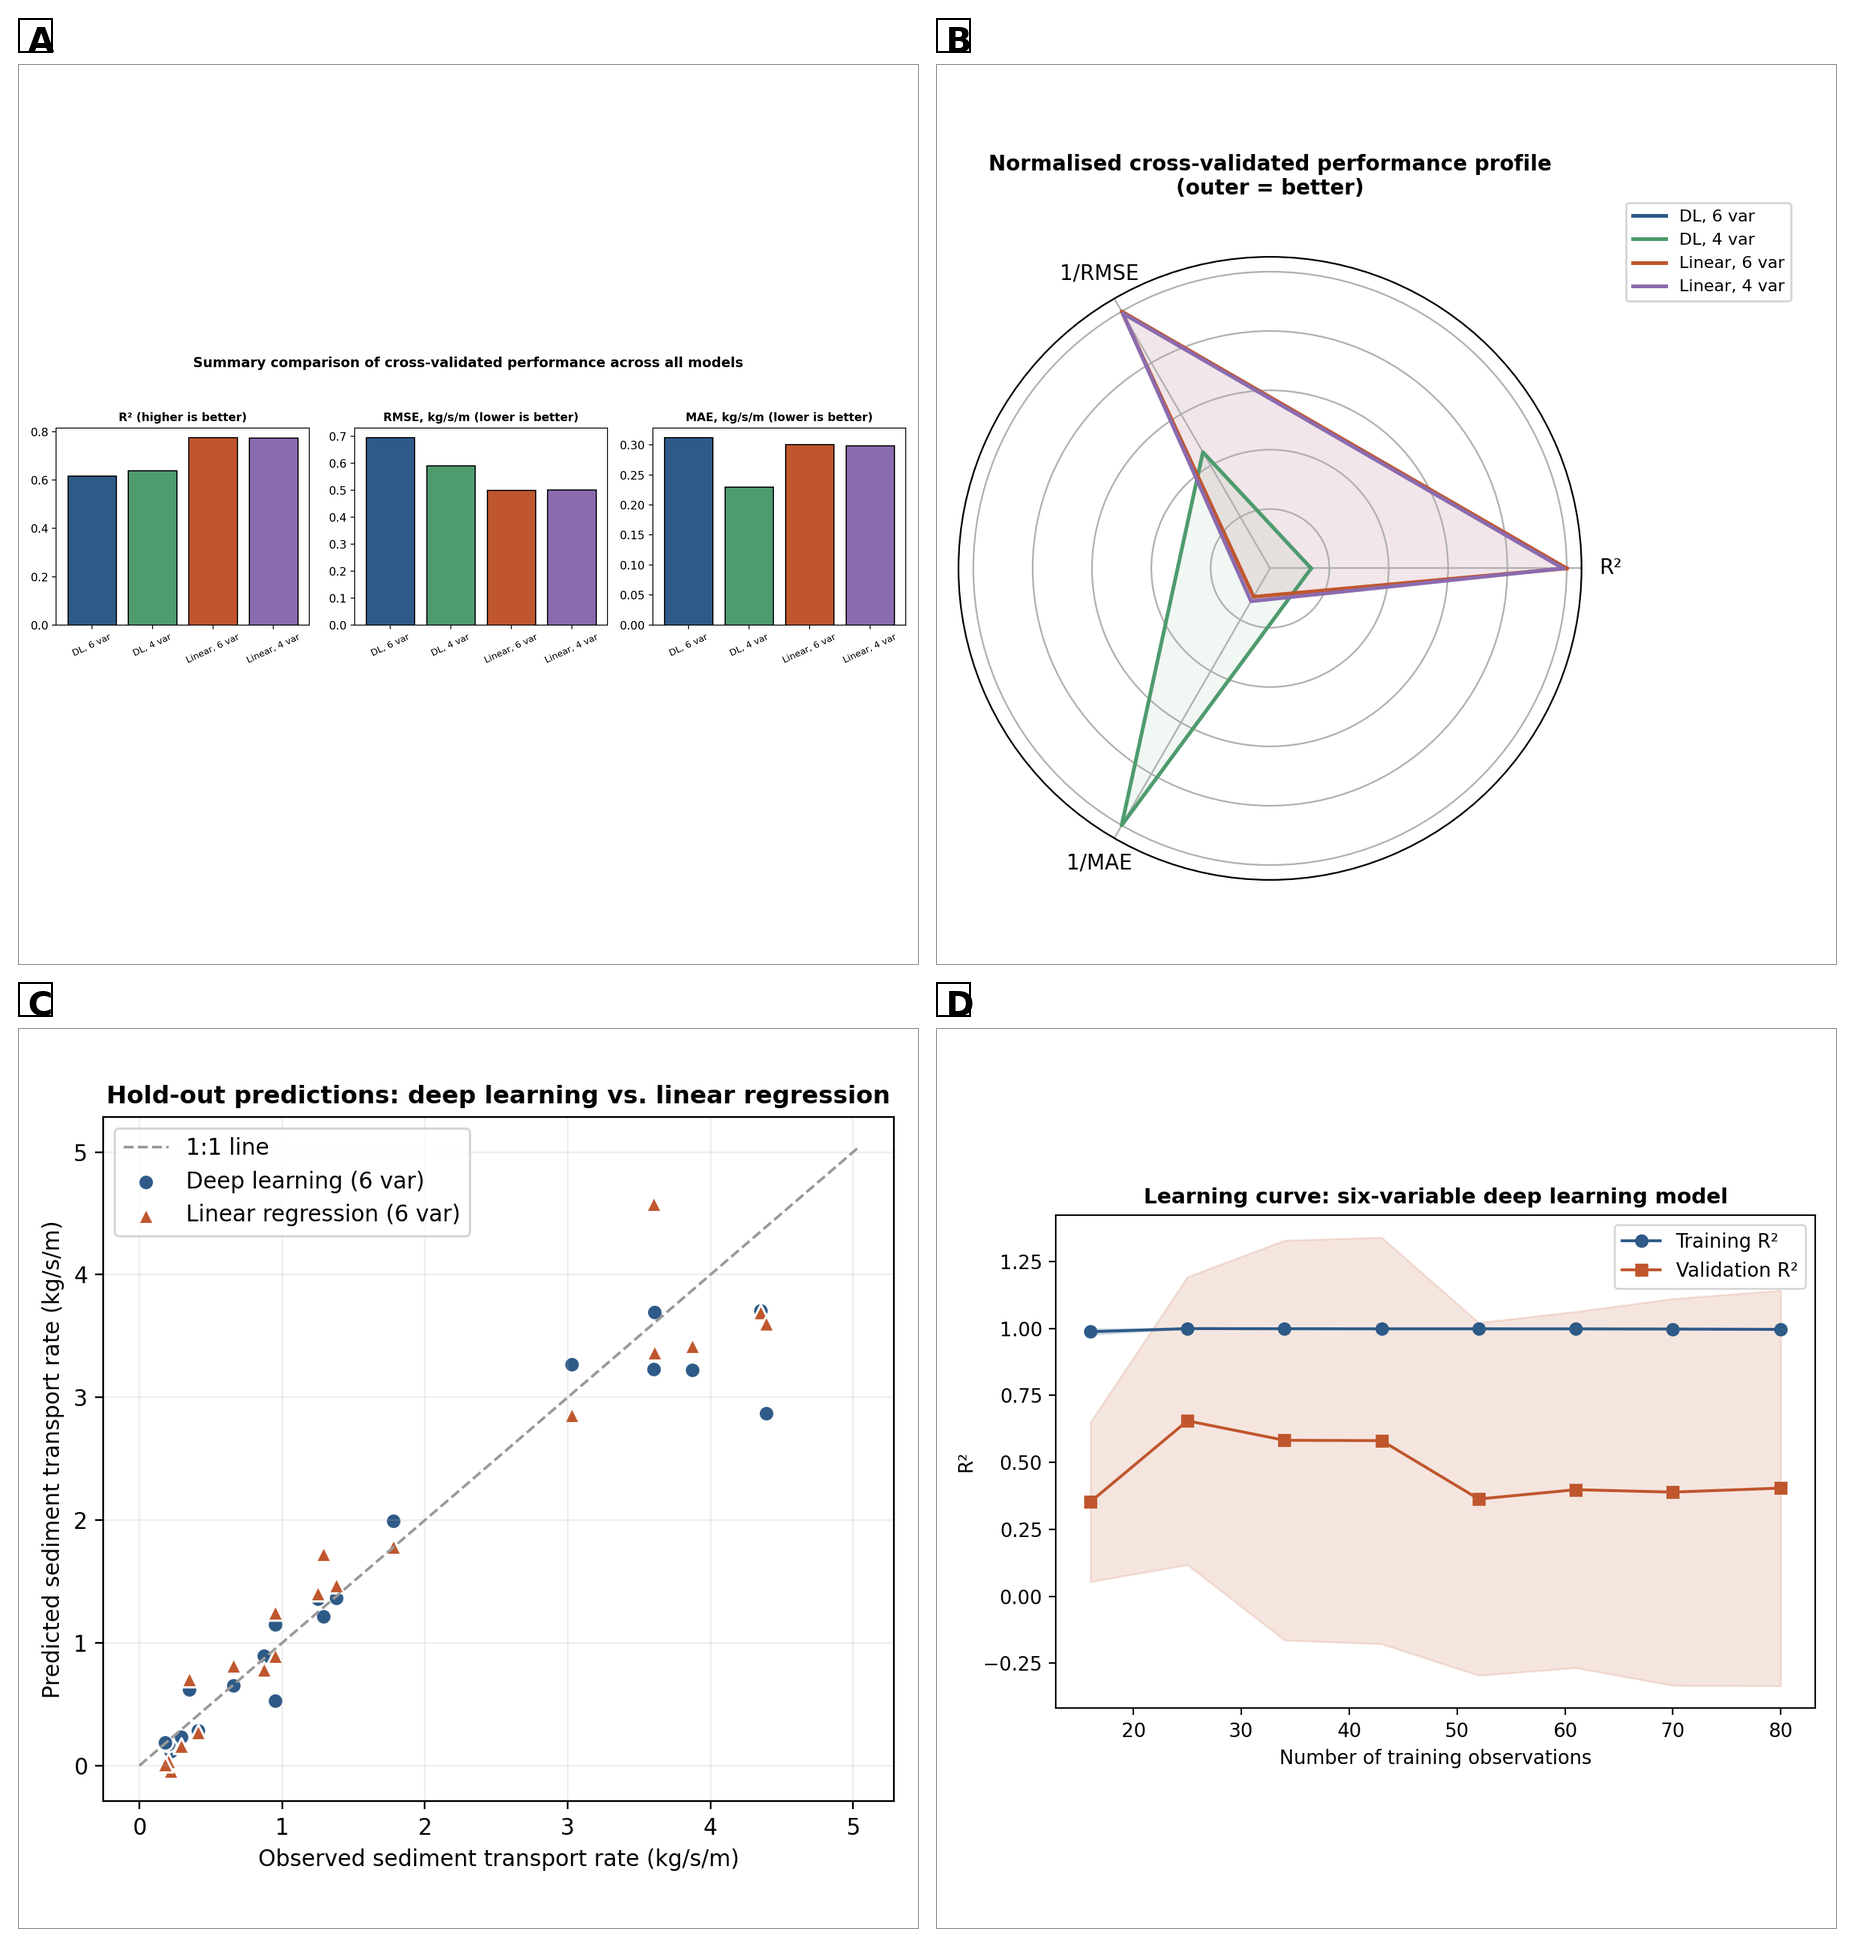 A
Summary comparison of cross-validated performance across all models
R² (higher is better)
0.8
0.6
0.4
0.2
0.0
DL, 6 var
DL, 4 var
Linear, 6 var
Linear, 4 var
RMSE, kg/s/m (lower is better)
0.7
0.6
0.5
0.4
0.3
0.2
0.1
0.0
DL, 6 var
DL, 4 var
Linear, 6 var
Linear, 4 var
MAE, kg/s/m (lower is better)
0.30
0.25
0.20
0.15
0.10
0.05
0.00
DL, 6 var
DL, 4 var
Linear, 6 var
Linear, 4 var
B
Normalised cross-validated performance profile
(outer = better)
DL, 6 var
DL, 4 var
Linear, 6 var
Linear, 4 var
1/RMSE
R²
1/MAE
C
Hold-out predictions: deep learning vs. linear regression
1:1 line
Deep learning (6 var)
Linear regression (6 var)
Predicted sediment transport rate (kg/s/m)
5
4
3
2
1
0
0 1 2 3 4 5
Observed sediment transport rate (kg/s/m)
D
Learning curve: six-variable deep learning model
Training R²
Validation R²
R²
1.25
1.00
0.75
0.50
0.25
0.00
−0.25
20 30 40 50 60 70 80
Number of training observations